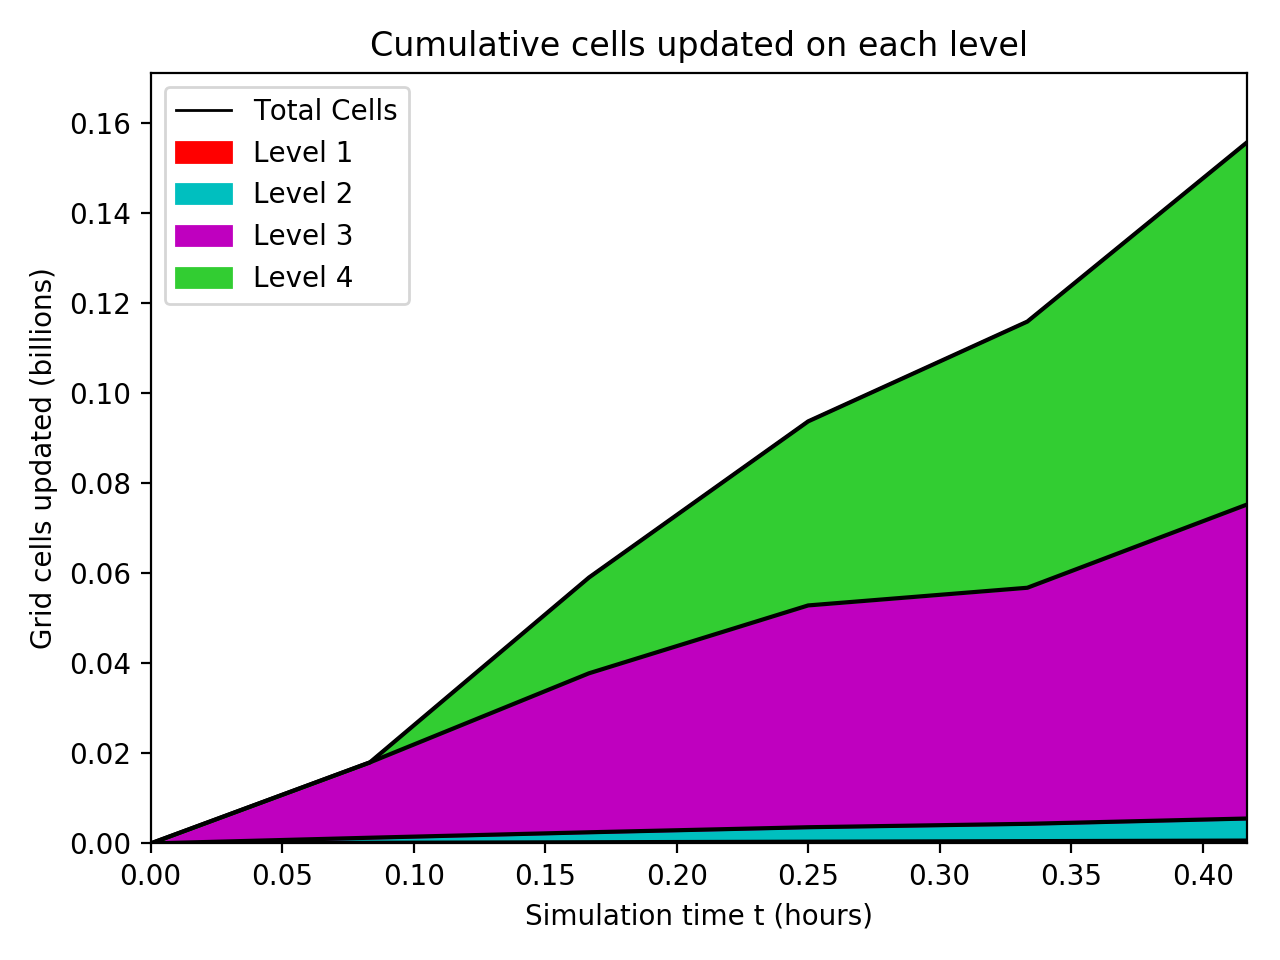 Cumulative cells updated on each level
Total Cells
Level 1
Level 2
Level 3
Level 4
Grid cells updated (billions)
0.16
0.14
0.12
0.10
0.08
0.06
0.04
0.02
0.00
0.00 0.05 0.10 0.15 0.20 0.25 0.30 0.35 0.40
Simulation time t (hours)